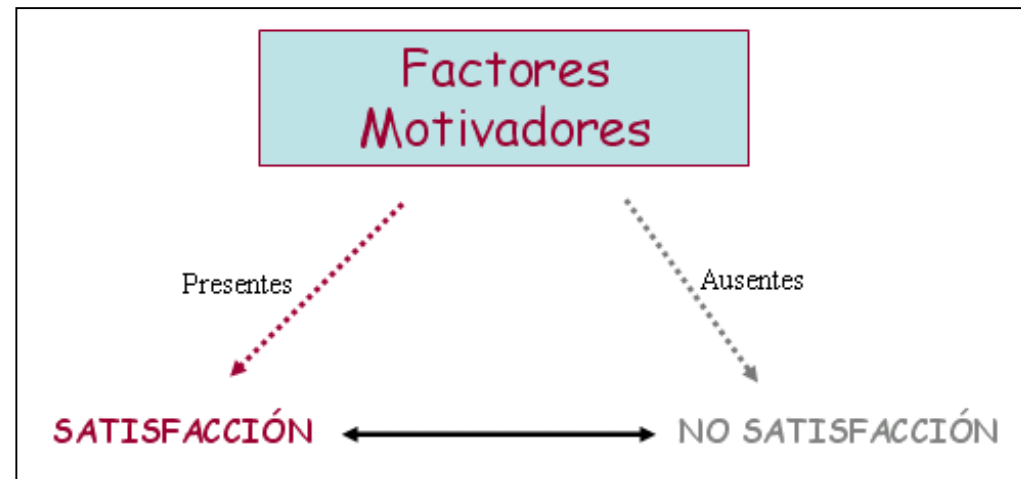 Factores
Motivadores
Presentes
Ausentes
SATISFACCIÓN
NO SATISFACCIÓN